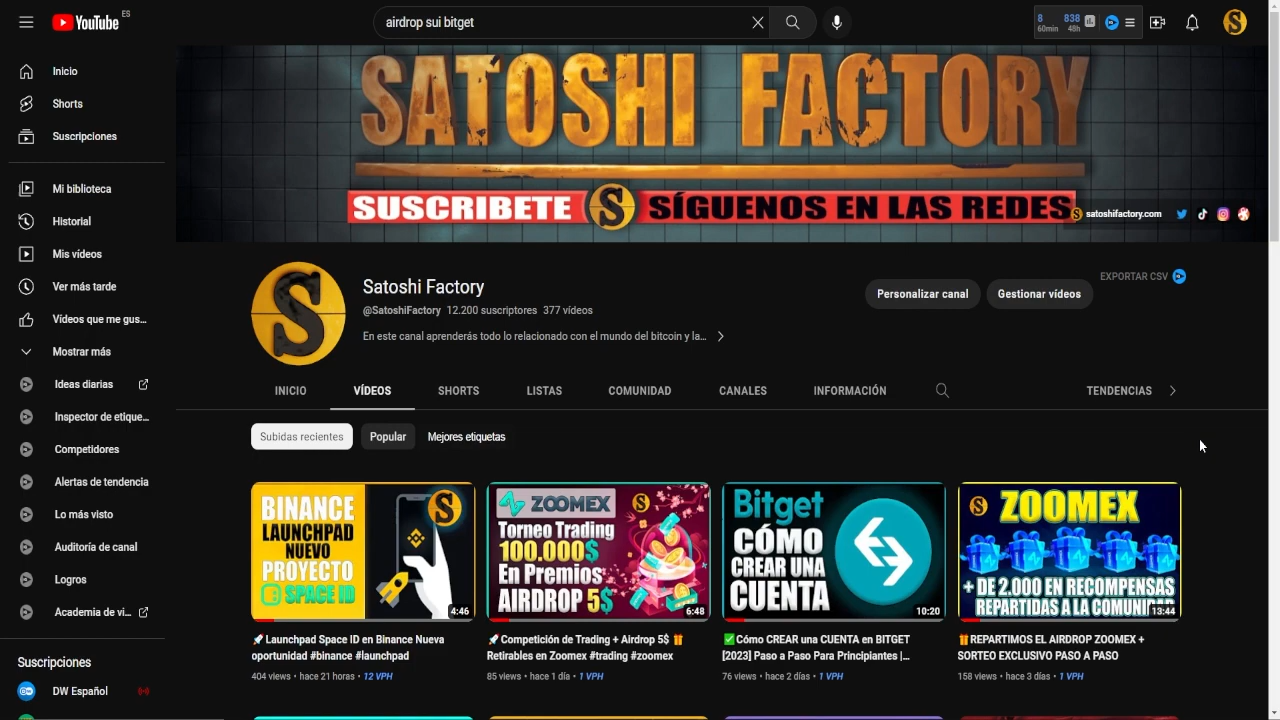 YouTube ES
airdrop sui bitget
8 838
60min 48h
Inicio
Shorts
Suscripciones
Mi biblioteca
Historial
Mis vídeos
Ver más tarde
Vídeos que me gus...
Mostrar más
Ideas diarias
Inspector de etique...
Competidores
Alertas de tendencia
Lo más visto
Auditoría de canal
Logros
Academia de vi...
Suscripciones
DW Español
SATOSHI FACTORY
SUSCRIBETE S SÍGUENOS EN LAS REDES
satoshifactory.com
Satoshi Factory
@SatoshiFactory 12.200 suscriptores 377 vídeos
En este canal aprenderás todo lo relacionado con el mundo del bitcoin y la...
Personalizar canal
Gestionar vídeos
EXPORTAR CSV
INICIO
VÍDEOS
SHORTS
LISTAS
COMUNIDAD
CANALES
INFORMACIÓN
TENDENCIAS
Subidas recientes
Popular
Mejores etiquetas
BINANCE
LAUNCHPAD
NUEVO
PROYECTO
SPACE ID
4:46
🚀Launchpad Space ID en Binance Nueva
oportunidad #binance #launchpad
404 views • hace 21 horas • 12 VPH
ZOOMEX
Torneo Trading
100.000$
En Premios
AIRDROP 5$
6:48
🚀Competición de Trading + Airdrop 5$ 🎁
Retirables en Zoomex #trading #zoomex
85 views • hace 1 día • 1 VPH
Bitget
CÓMO
CREAR UNA
CUENTA
10:20
✅Cómo CREAR una CUENTA en BITGET
[2023] Paso a Paso Para Principiantes |...
76 views • hace 2 días • 1 VPH
ZOOMEX
+ DE 2.000 EN RECOMPENSAS
REPARTIDAS A LA
13:44
🎁REPARTIMOS EL AIRDROP ZOOMEX +
SORTEO EXCLUSIVO PASO A PASO
158 views • hace 3 días • 1 VPH